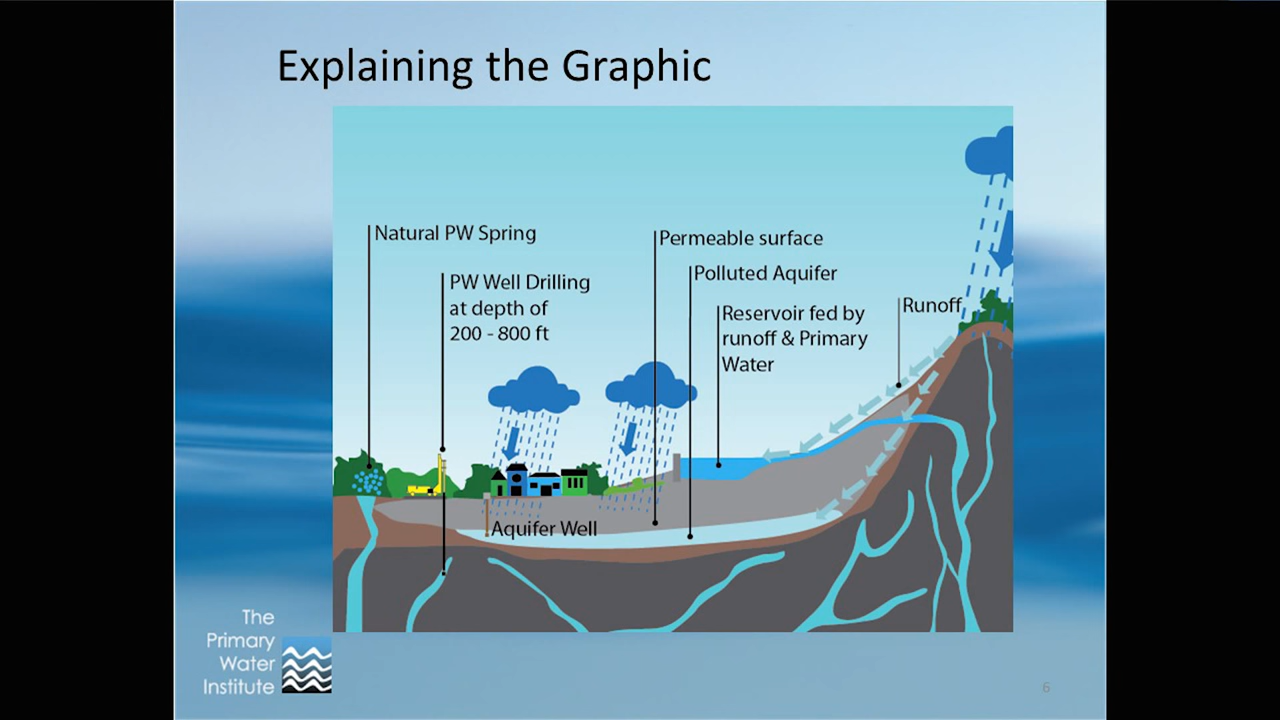 Explaining the Graphic
Natural PW Spring
PW Well Drilling
at depth of
200 - 800 ft
Permeable surface
Polluted Aquifer
Reservoir fed by
runoff & Primary
Water
Runoff
Aquifer Well
The
Primary
Water
Institute
6